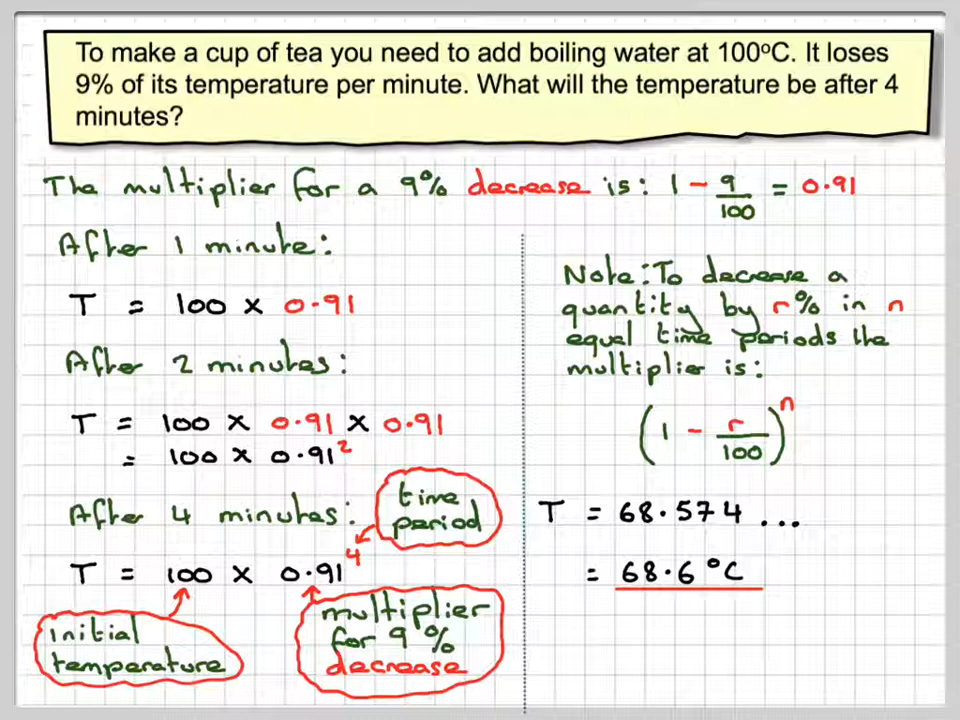 To make a cup of tea you need to add boiling water at 100°C. It loses
9% of its temperature per minute. What will the temperature be after 4
minutes?
The multiplier for a 9% decrease is: 1 - 9/100 = 0.91
After 1 minute:
T = 100 × 0.91
After 2 minutes:
T = 100 × 0.91 × 0.91
= 100 × 0.91²
After 4 minutes:
time
period
T = 100 × 0.91⁴
initial
temperature
multiplier
for 9%
decrease
Note: To decrease a
quantity by r% in n
equal time periods the
multiplier is:
(1 - r/100)ⁿ
T = 68.574...
= 68.6°C